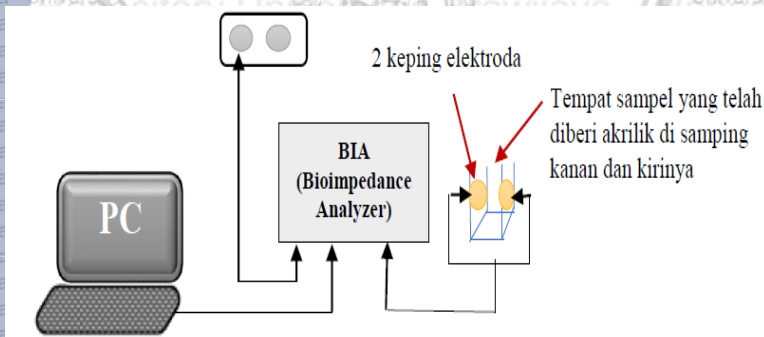 2 keping elektroda
Tempat sampel yang telah
diberi akrilik di samping
kanan dan kirinya
BIA
(Bioimpedance
Analyzer)
PC